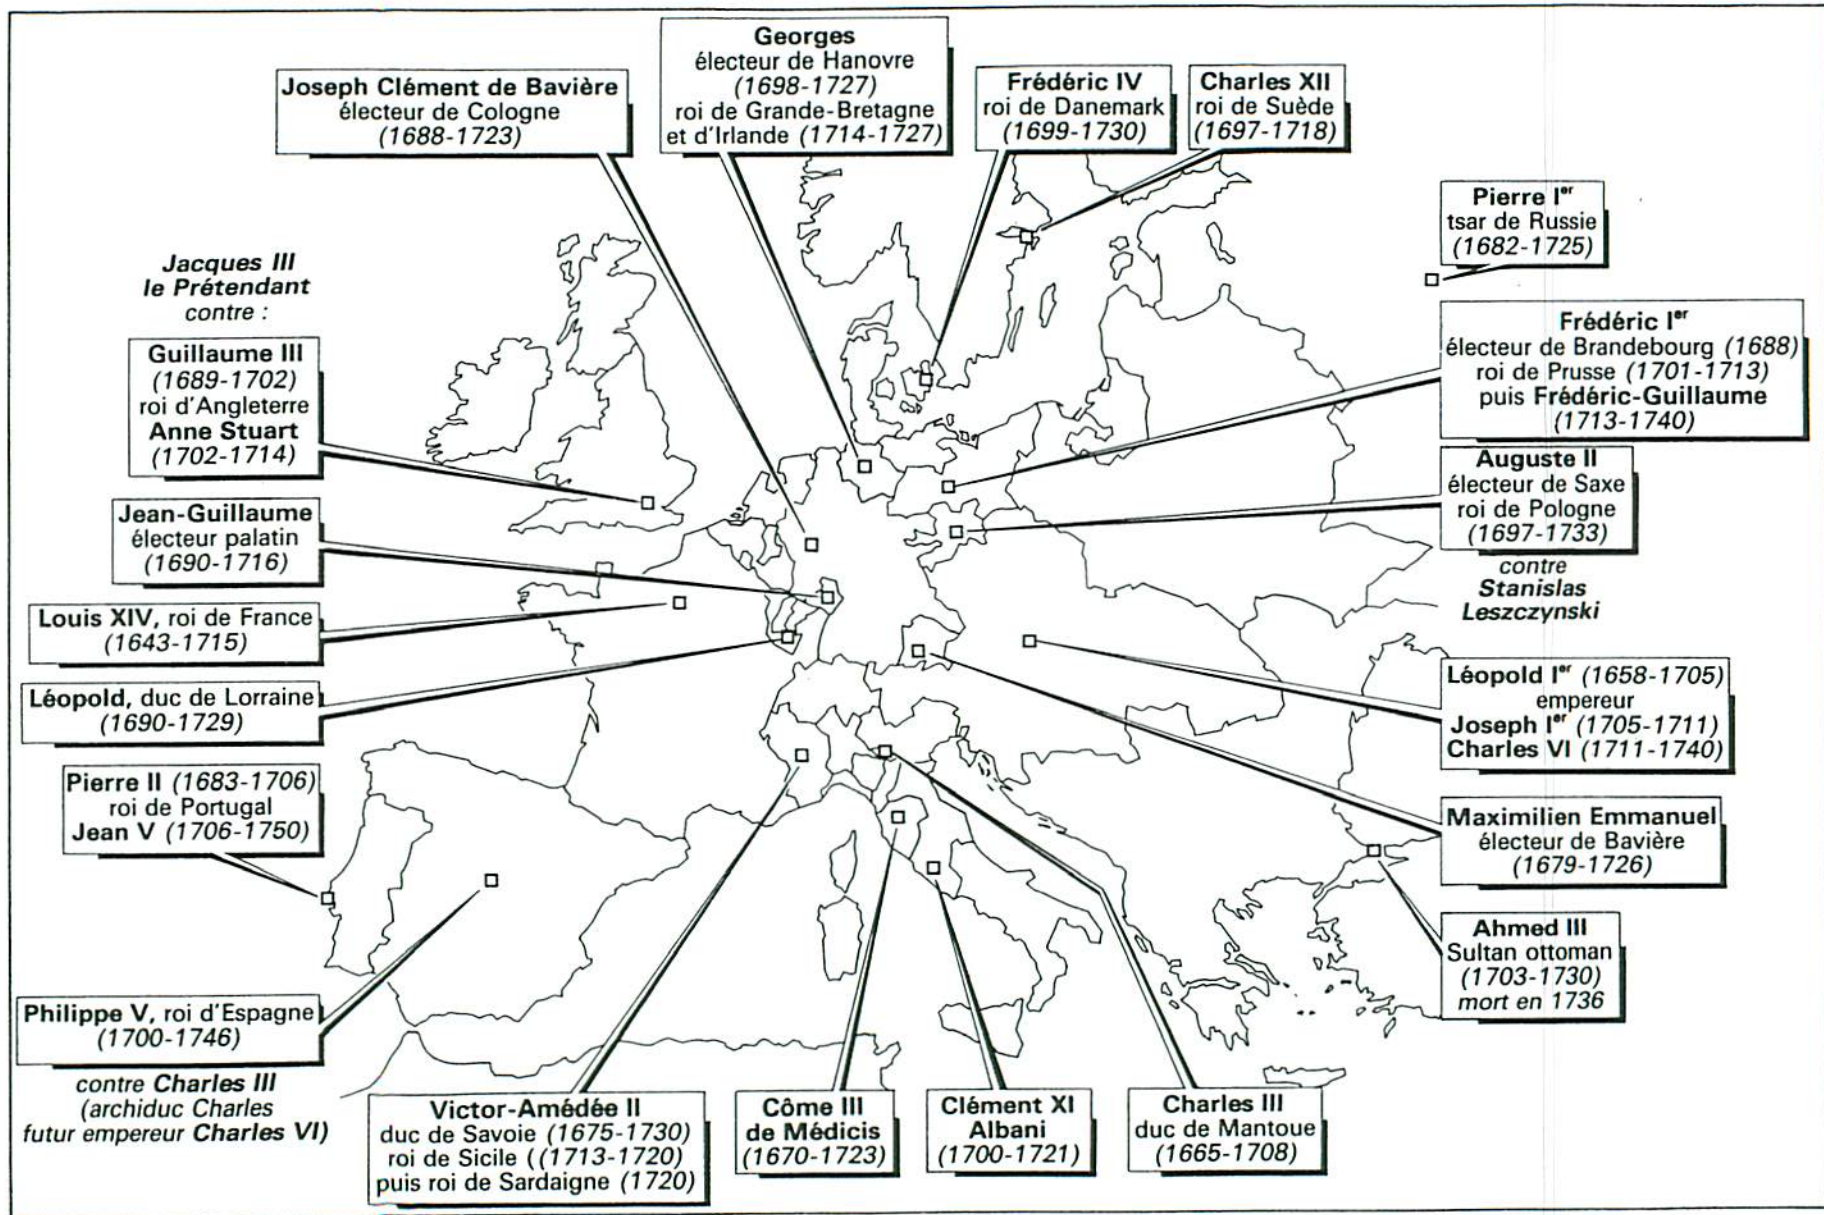 Georges
électeur de Hanovre
(1698-1727)
roi de Grande-Bretagne
et d'Irlande (1714-1727)
Joseph Clément de Bavière
électeur de Cologne
(1688-1723)
Frédéric IV
roi de Danemark
(1699-1730)
Charles XII
roi de Suède
(1697-1718)
Pierre Ier
tsar de Russie
(1682-1725)
Jacques III
le Prétendant
contre :
Guillaume III
(1689-1702)
roi d'Angleterre
Anne Stuart
(1702-1714)
Frédéric Ier
électeur de Brandebourg (1688)
roi de Prusse (1701-1713)
puis Frédéric-Guillaume
(1713-1740)
Auguste II
électeur de Saxe
roi de Pologne
(1697-1733)
contre
Stanislas
Leszczynski
Jean-Guillaume
électeur palatin
(1690-1716)
Louis XIV, roi de France
(1643-1715)
Léopold, duc de Lorraine
(1690-1729)
Léopold Ier (1658-1705)
empereur
Joseph Ier (1705-1711)
Charles VI (1711-1740)
Pierre II (1683-1706)
roi de Portugal
Jean V (1706-1750)
Maximilien Emmanuel
électeur de Bavière
(1679-1726)
Ahmed III
Sultan ottoman
(1703-1730)
mort en 1736
Philippe V, roi d'Espagne
(1700-1746)
contre Charles III
(archiduc Charles
futur empereur Charles VI)
Victor-Amédée II
duc de Savoie (1675-1730)
roi de Sicile ((1713-1720)
puis roi de Sardaigne (1720)
Côme III
de Médicis
(1670-1723)
Clément XI
Albani
(1700-1721)
Charles III
duc de Mantoue
(1665-1708)